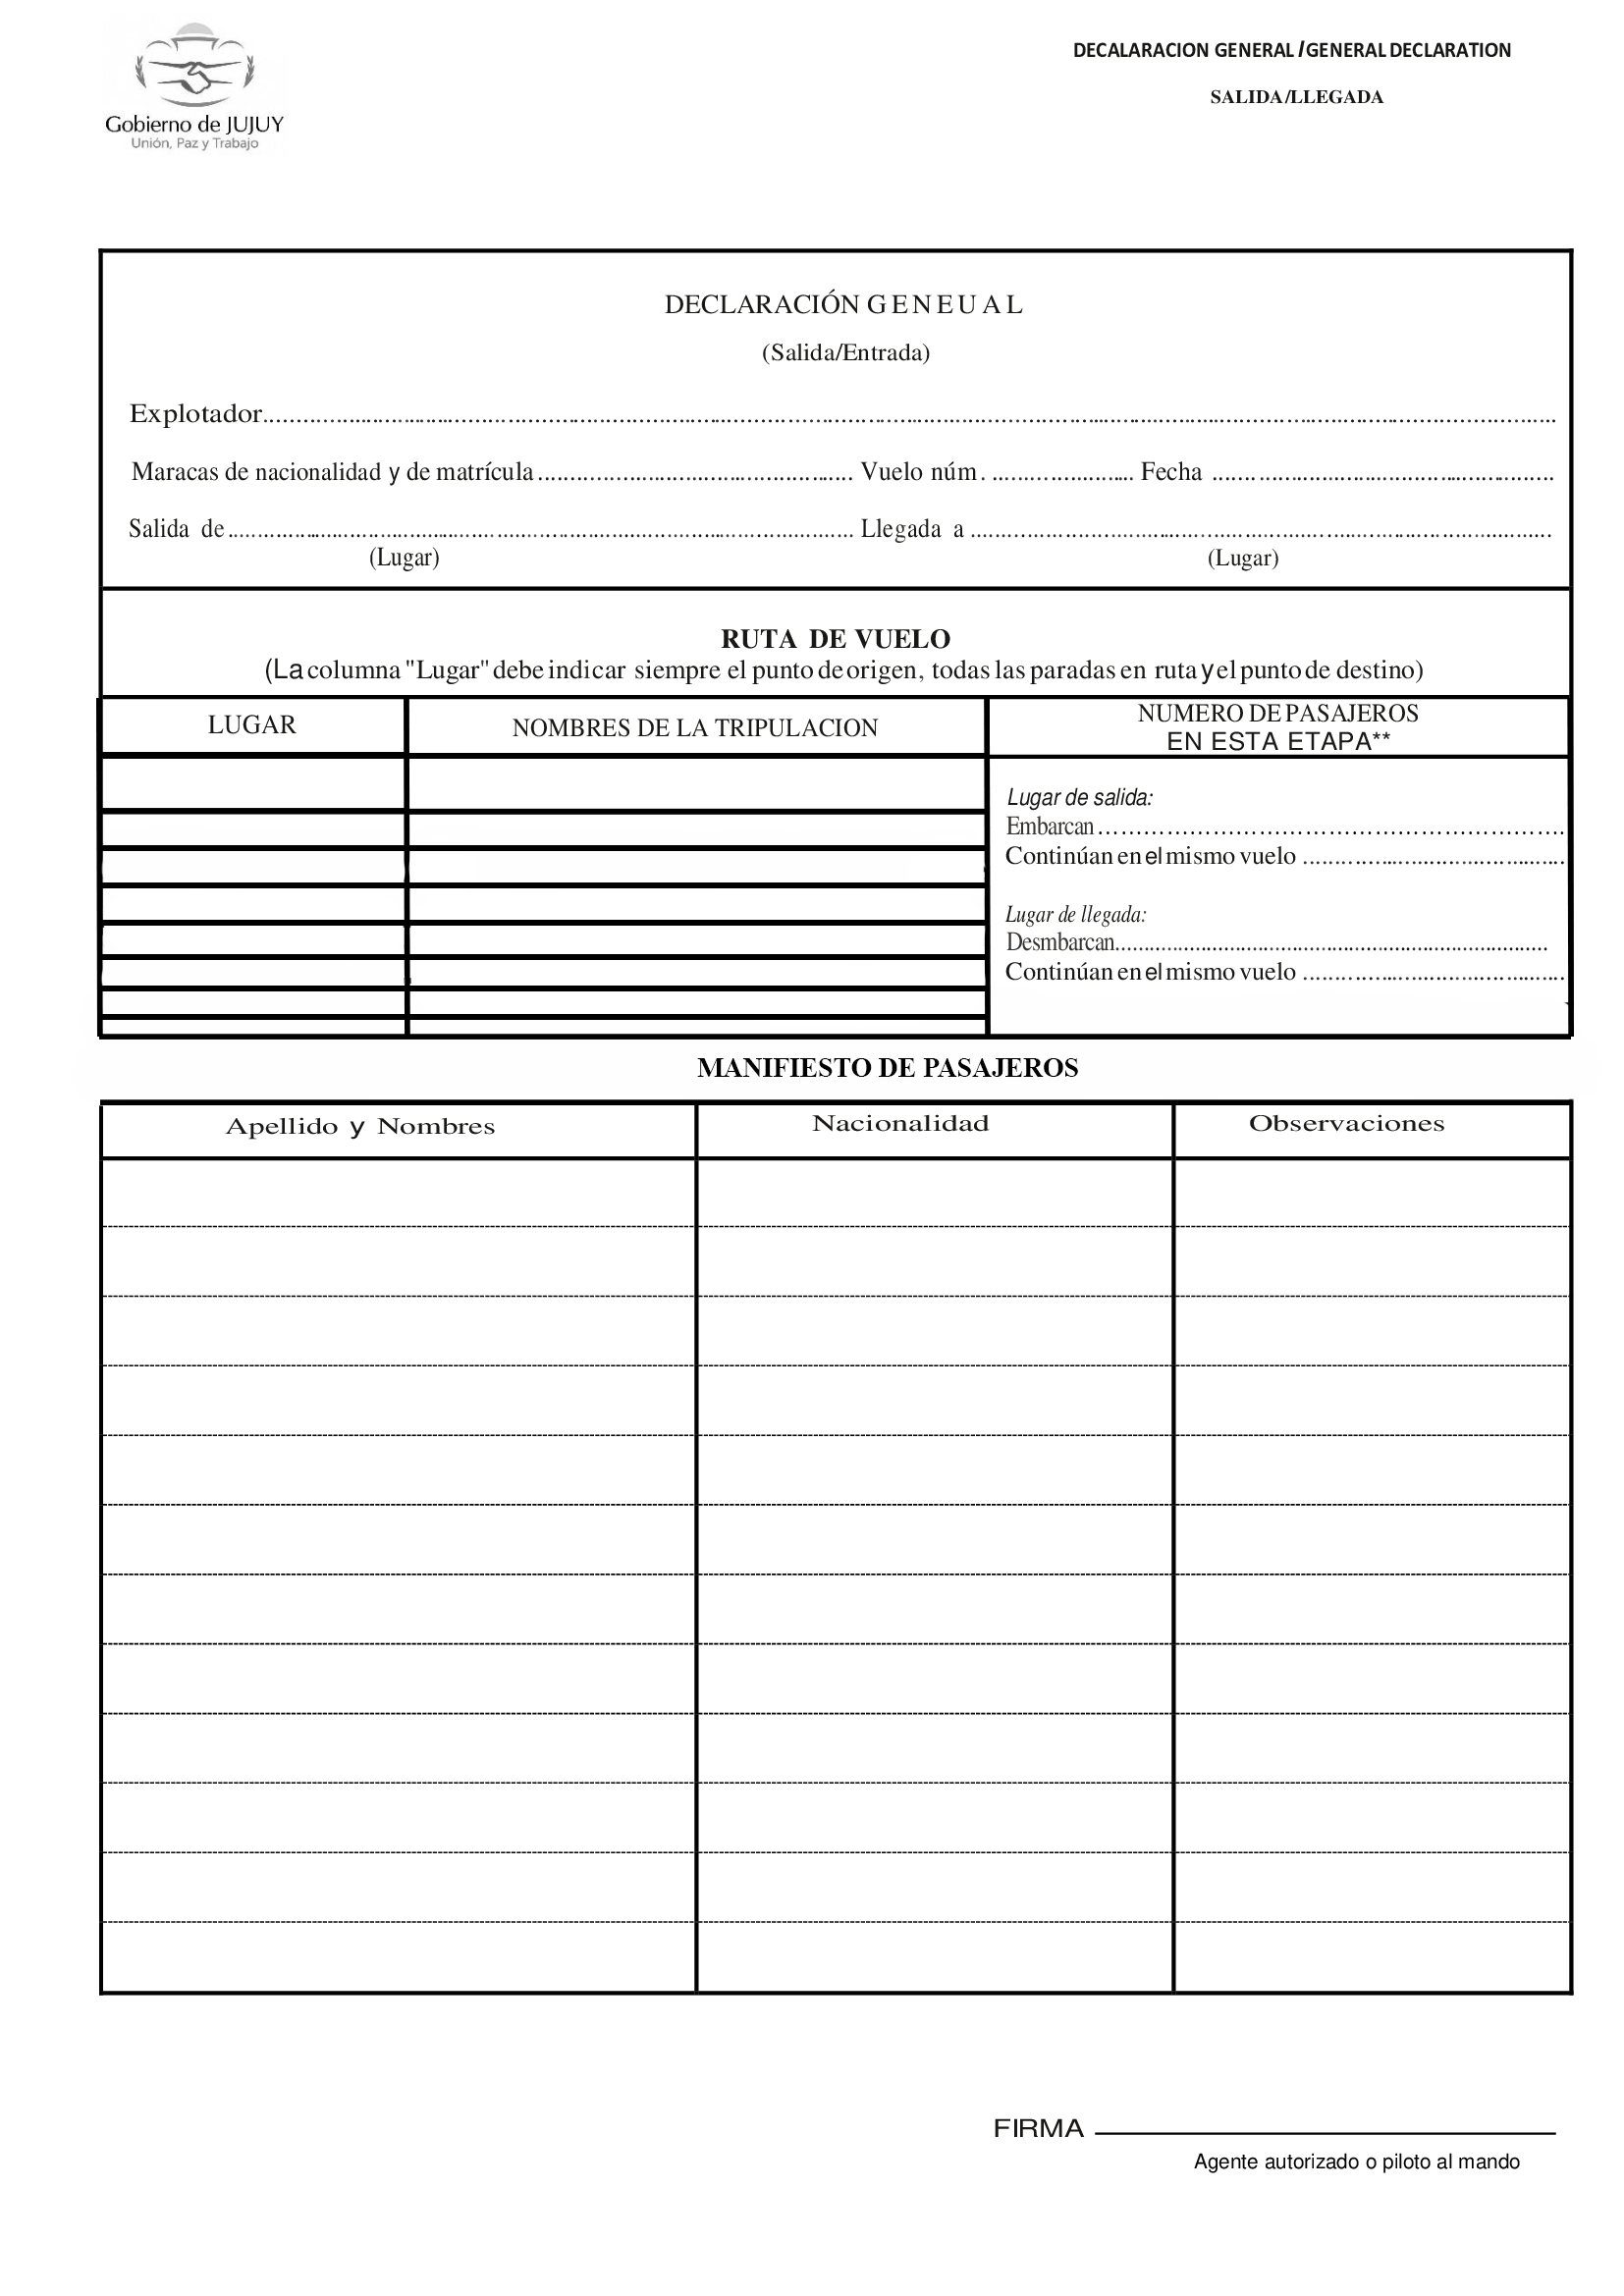 Gobierno de JUJUY
Unión, Paz y Trabajo
DECALARACION GENERAL /GENERAL DECLARATION
SALIDA/LLEGADA
DECLARACIÓN GENEUAL
(Salida/Entrada)
Explotador..........................................................................................
Maracas de nacionalidad y de matrícula................................ Vuelo núm. .................... Fecha ....................................
Salida de................................................................ Llegada a ............................................................
(Lugar) (Lugar)
RUTA DE VUELO
(La columna "Lugar" debe indicar siempre el punto de origen, todas las paradas en ruta y el punto de destino)
LUGAR NOMBRES DE LA TRIPULACION NUMERO DE PASAJEROS
EN ESTA ETAPA**
Lugar de salida:
Embarcan............................................................
Continúan en el mismo vuelo ....................................
Lugar de llegada:
Desmbarcan............................................................
Continúan en el mismo vuelo ....................................
MANIFIESTO DE PASAJEROS
Apellido y Nombres Nacionalidad Observaciones
FIRMA
Agente autorizado o piloto al mando